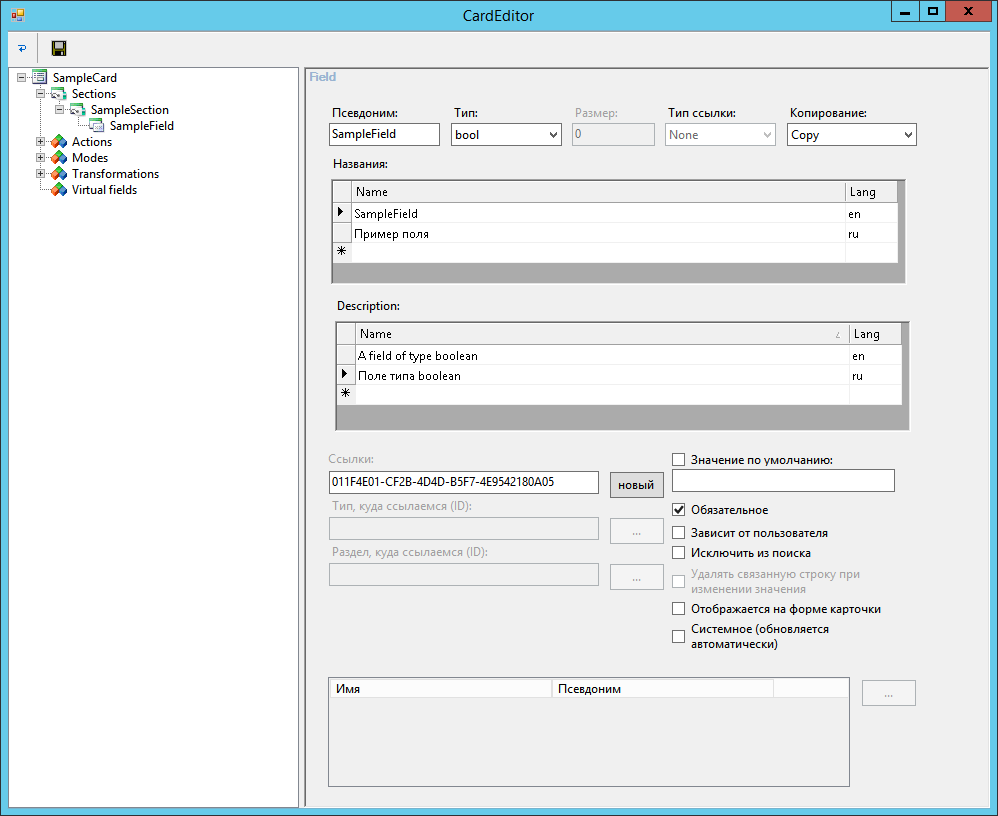 CardEditor
SampleCard
Sections
SampleSection
SampleField
Actions
Modes
Transformations
Virtual fields
Field
Псевдоним: Тип: Размер: Тип ссылки: Копирование:
SampleField bool 0 None Copy
Названия:
Name Lang
SampleField en
Пример поля ru
Description:
Name Lang
A field of type boolean en
Поле типа boolean ru
Ссылки:
011F4E01-CF2B-4D4D-B5F7-4E9542180A05 новый
Тип, куда ссылаемся (ID):
...
Раздел, куда ссылаемся (ID):
...
Значение по умолчанию:
Обязательное
Зависит от пользователя
Исключить из поиска
Удалять связанную строку при
изменении значения
Отображается на форме карточки
Системное (обновляется
автоматически)
Имя Псевдоним
...